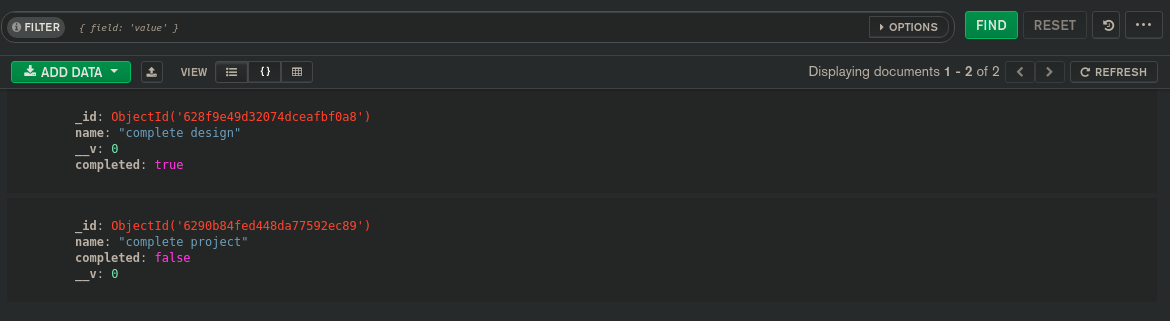 FILTER { field: 'value' } OPTIONS FIND RESET
ADD DATA VIEW {} Displaying documents 1 - 2 of 2 REFRESH
_id: ObjectId('628f9e49d32074dceafbf0a8')
name: "complete design"
__v: 0
completed: true
_id: ObjectId('6290b84fed448da77592ec89')
name: "complete project"
completed: false
__v: 0